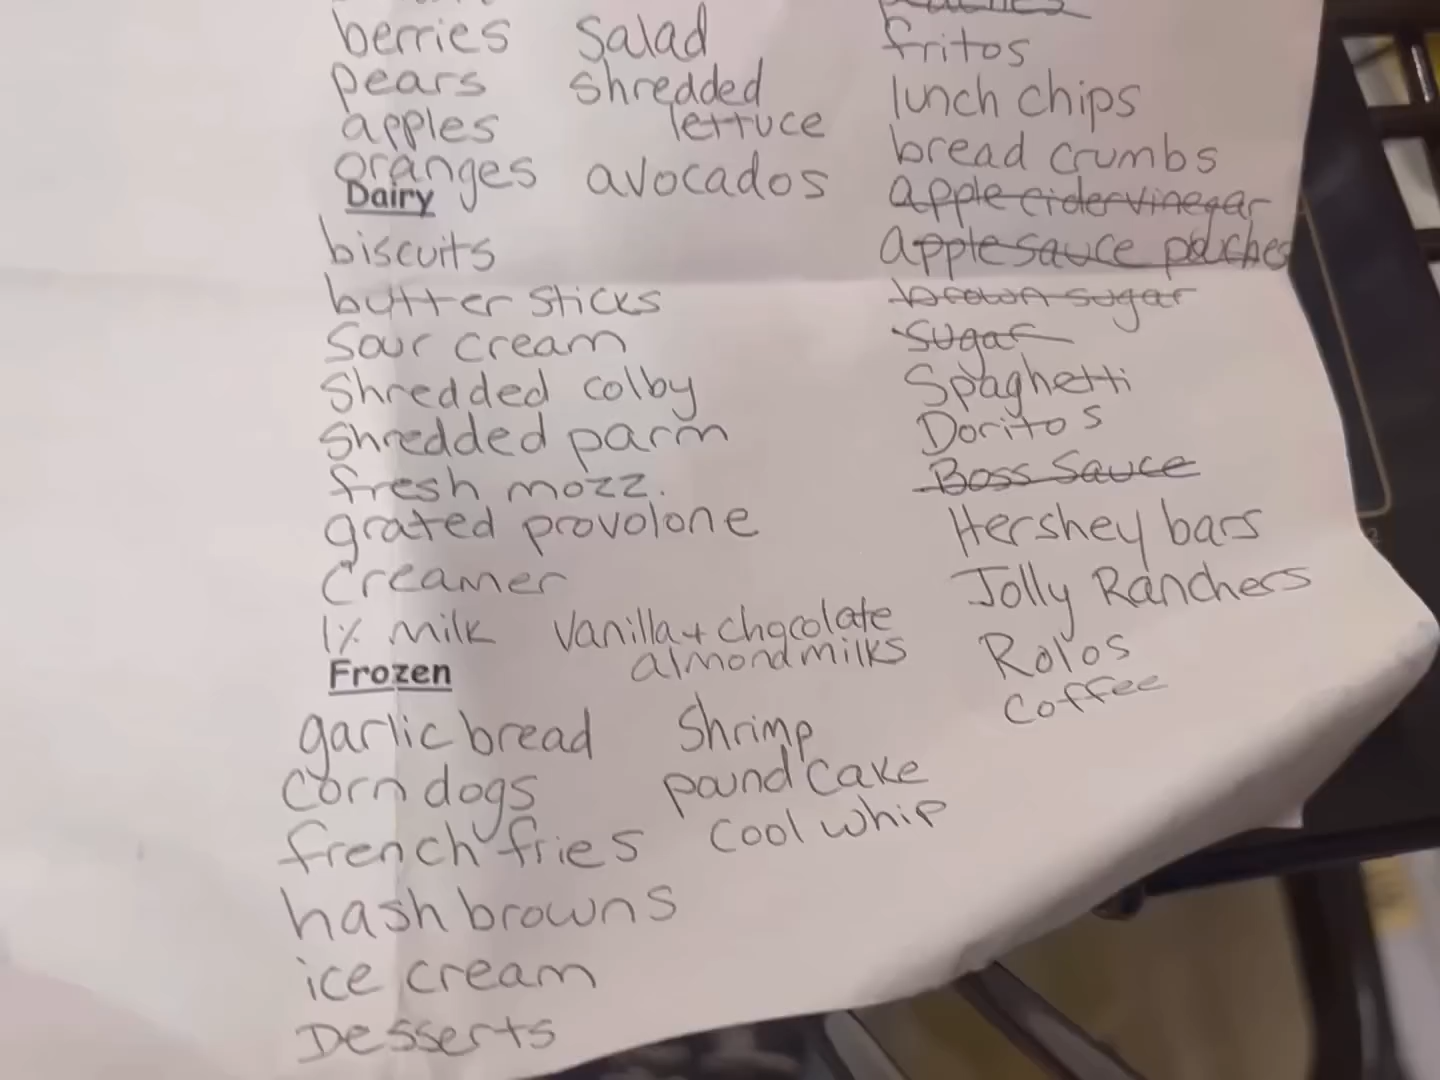 berries salad
pears shredded
apples lettuce
oranges avocados
Dairy
biscuits
butter sticks
sour cream
shredded colby
shredded parm
fresh mozz.
grated provolone
creamer
1% milk vanilla + chocolate
almond milks
Frozen
garlic bread shrimp
corn dogs pound cake
french fries cool whip
hash browns
ice cream
Desserts
fritos
lunch chips
bread crumbs
apple cider vinegar
applesauce pouches
brown sugar
sugar
Spaghetti
Doritos
Boss Sauce
Hershey bars
Jolly Ranchers
Rolos
coffee